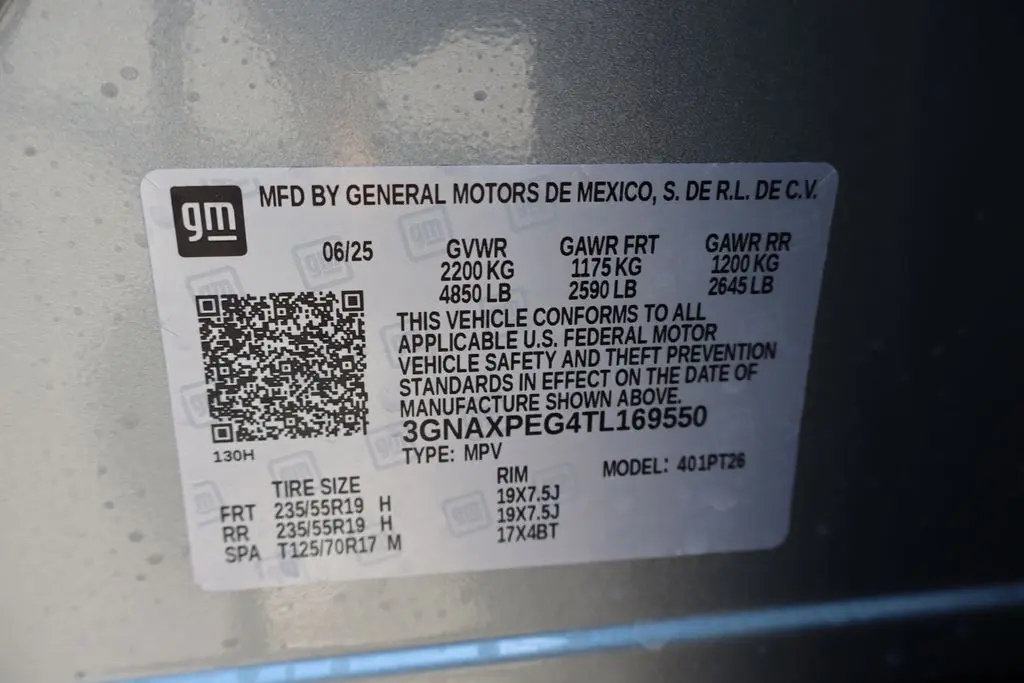 gm
MFD BY GENERAL MOTORS DE MEXICO, S. DE R.L. DE C.V.
06/25
GVWR GAWR FRT GAWR RR
2200 KG 1175 KG 1200 KG
4850 LB 2590 LB 2645 LB
THIS VEHICLE CONFORMS TO ALL
APPLICABLE U.S. FEDERAL MOTOR
VEHICLE SAFETY AND THEFT PREVENTION
STANDARDS IN EFFECT ON THE DATE OF
MANUFACTURE SHOWN ABOVE.
3GNAXPEG4TL169550
130H
TYPE: MPV MODEL: 401PT26
TIRE SIZE RIM
FRT 235/55R19 H 19X7.5J
RR 235/55R19 H 19X7.5J
SPA T125/70R17 M 17X4BT